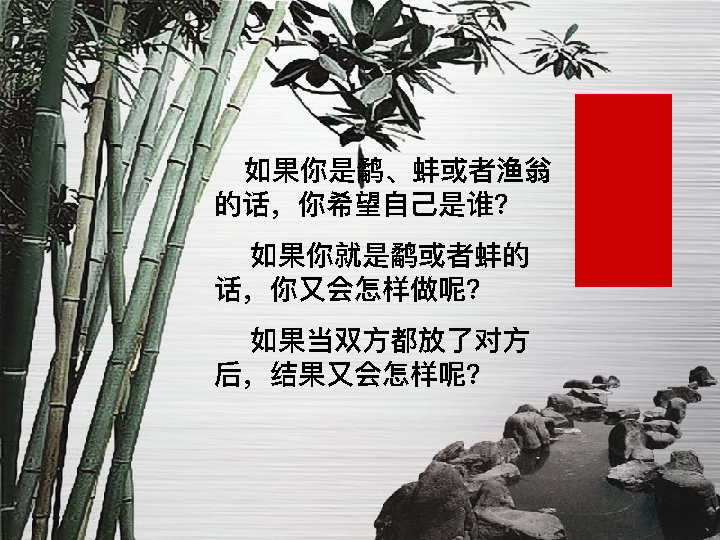 如果你是鹬、蚌或者渔翁
的话，你希望自己是谁？
如果你就是鹬或者蚌的
话，你又会怎样做呢？
如果当双方都放了对方
后，结果又会怎样呢？